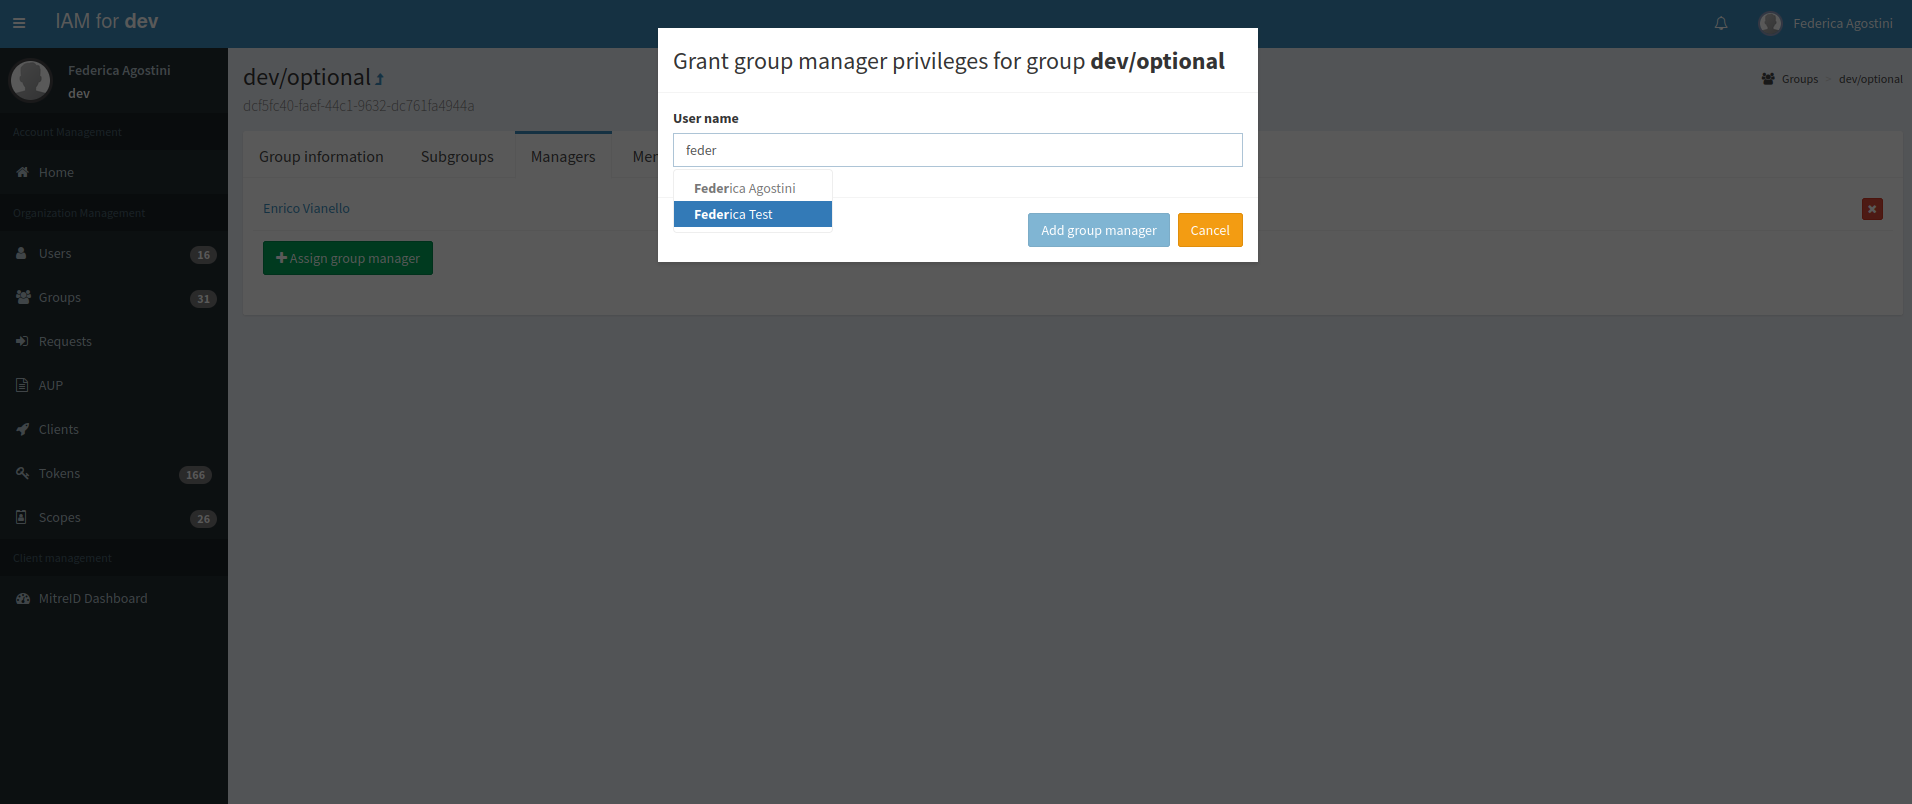 IAM for dev
Federica Agostini
Federica Agostini
dev
Account Management
Home
Organization Management
Users 16
Groups 31
Requests
AUP
Clients
Tokens 166
Scopes 26
Client management
MitreID Dashboard
dev/optional
dcf5fc40-faef-44c1-9632-dc761fa4944a
Groups > dev/optional
Group information Subgroups Managers Mer
Enrico Vianello
Assign group manager
Grant group manager privileges for group dev/optional
User name
feder
Federica Agostini
Federica Test
Add group manager Cancel